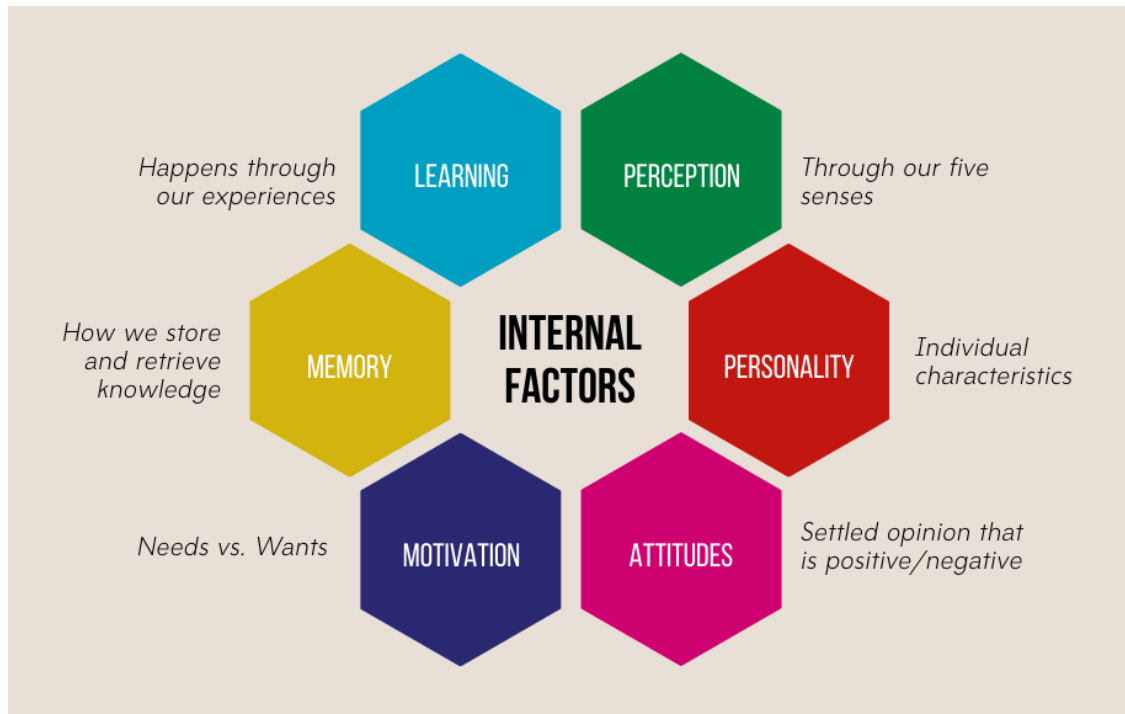 LEARNING
PERCEPTION
Happens through
our experiences
Through our five
senses
INTERNAL
FACTORS
How we store
and retrieve
knowledge
MEMORY
PERSONALITY
Individual
characteristics
Needs vs. Wants
MOTIVATION
ATTITUDES
Settled opinion that
is positive/negative